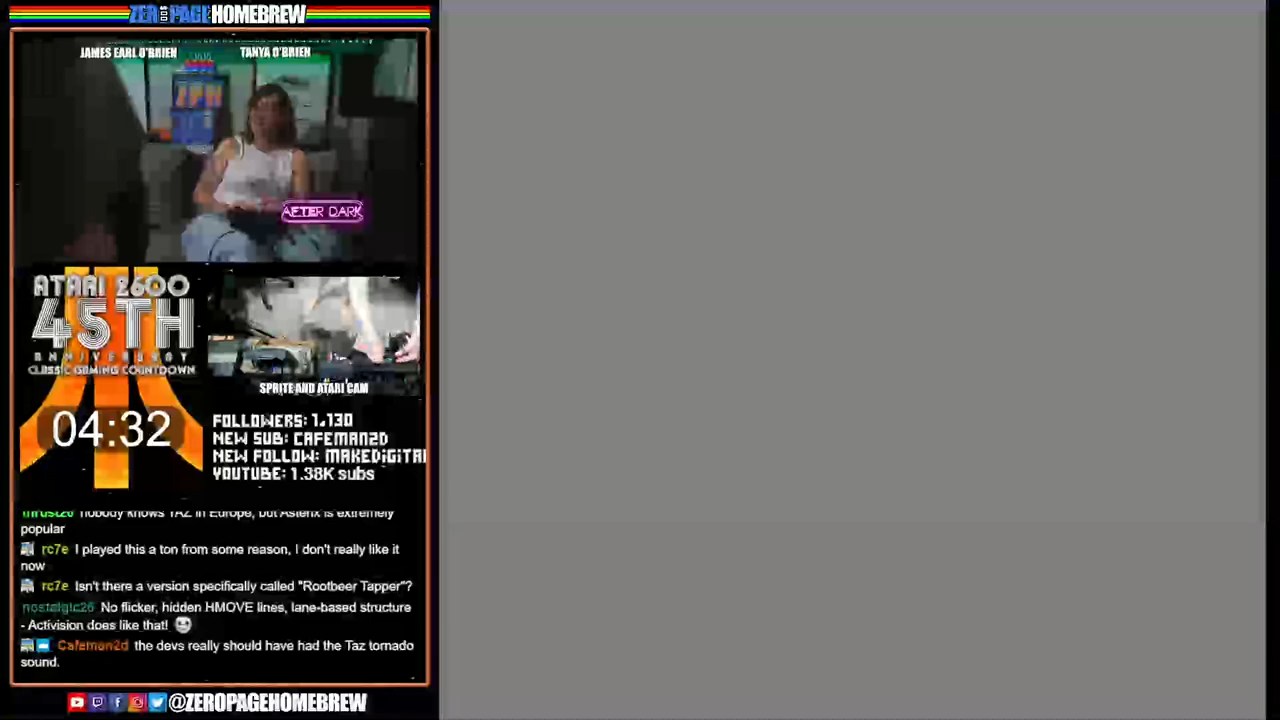 ZEROPAGEHOMEBREW
JAMES EARL O'BRIEN
TANYA O'BRIEN
ZPH
AFTER DARK
ATARI 2600
45TH
ANNIVERSARY
CLASSIC GAMING COUNTDOWN
04:32
SPRITE AND ATARI CAM
FOLLOWERS: 1,130
NEW SUB: CAFEMAN2D
NEW FOLLOW: MAKEDIGITAL
YOUTUBE: 1.38K subs
Thrust26 nobody knows TAZ in Europe, but Asterix is extremely
popular
rc7e I played this a ton from some reason, I don't really like it
now
rc7e Isn't there a version specifically called "Rootbeer Tapper"?
nostalgic26 No flicker, hidden HMOVE lines, lane-based structure
- Activision does like that!
Cafeman2d the devs really should have had the Taz tornado
sound.
@ZEROPAGEHOMEBREW